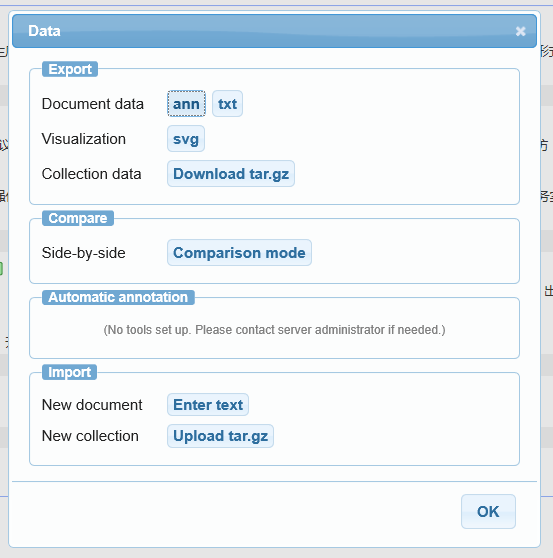 Data
Export
Document data ann txt
Visualization svg
Collection data Download tar.gz
Compare
Side-by-side Comparison mode
Automatic annotation
(No tools set up. Please contact server administrator if needed.)
Import
New document Enter text
New collection Upload tar.gz
OK